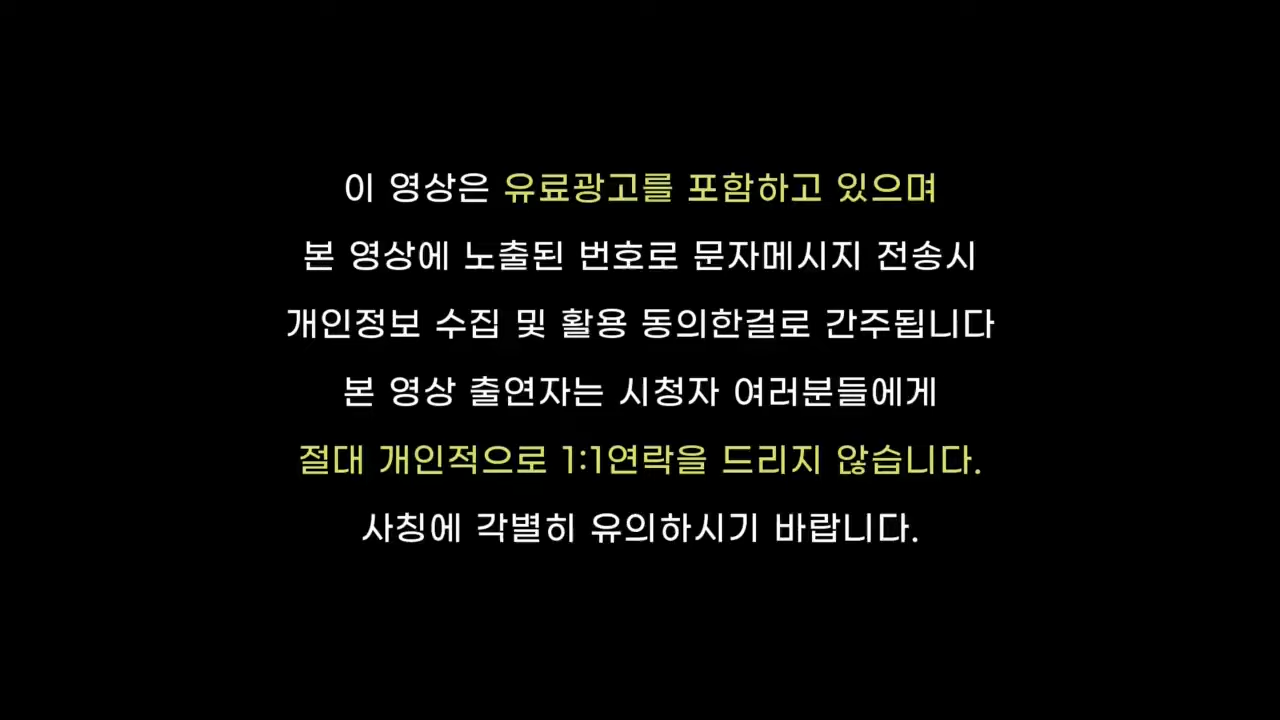 이 영상은 유료광고를 포함하고 있으며
본 영상에 노출된 번호로 문자메시지 전송시
개인정보 수집 및 활용 동의한걸로 간주됩니다
본 영상 출연자는 시청자 여러분들에게
절대 개인적으로 1:1연락을 드리지 않습니다.
사칭에 각별히 유의하시기 바랍니다.